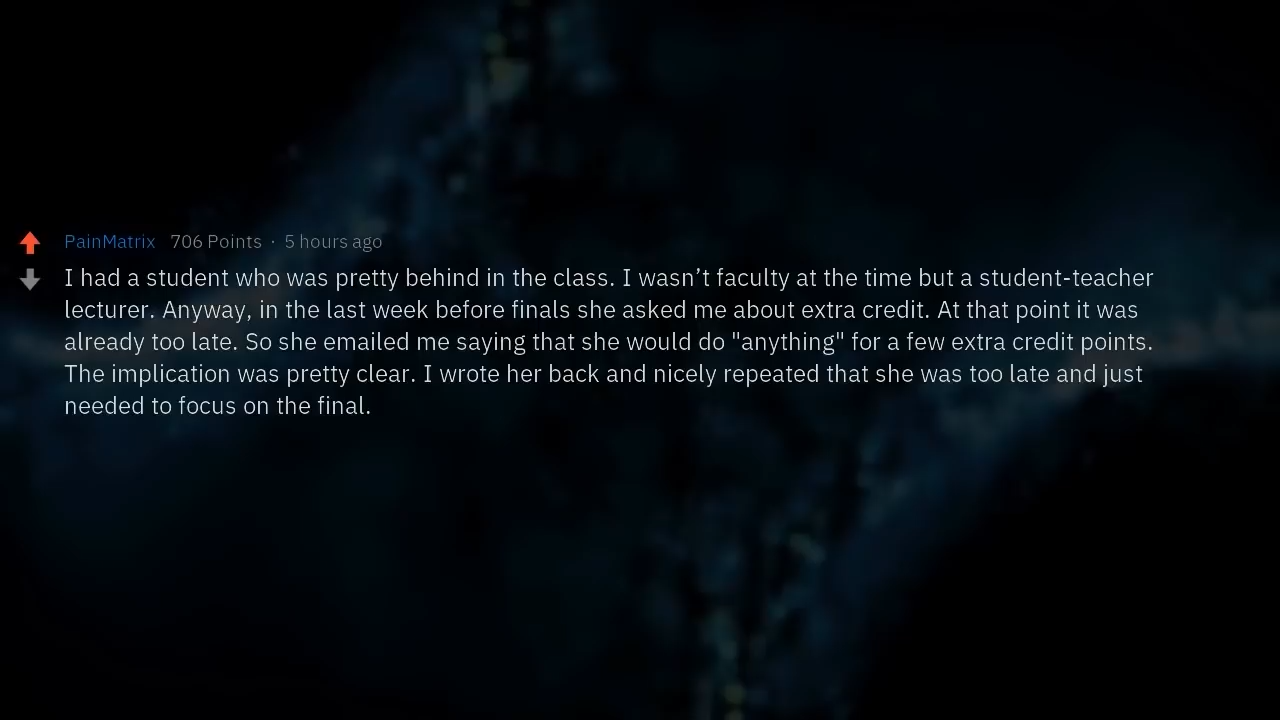 PainMatrix 706 Points · 5 hours ago
I had a student who was pretty behind in the class. I wasn’t faculty at the time but a student-teacher
lecturer. Anyway, in the last week before finals she asked me about extra credit. At that point it was
already too late. So she emailed me saying that she would do "anything" for a few extra credit points.
The implication was pretty clear. I wrote her back and nicely repeated that she was too late and just
needed to focus on the final.